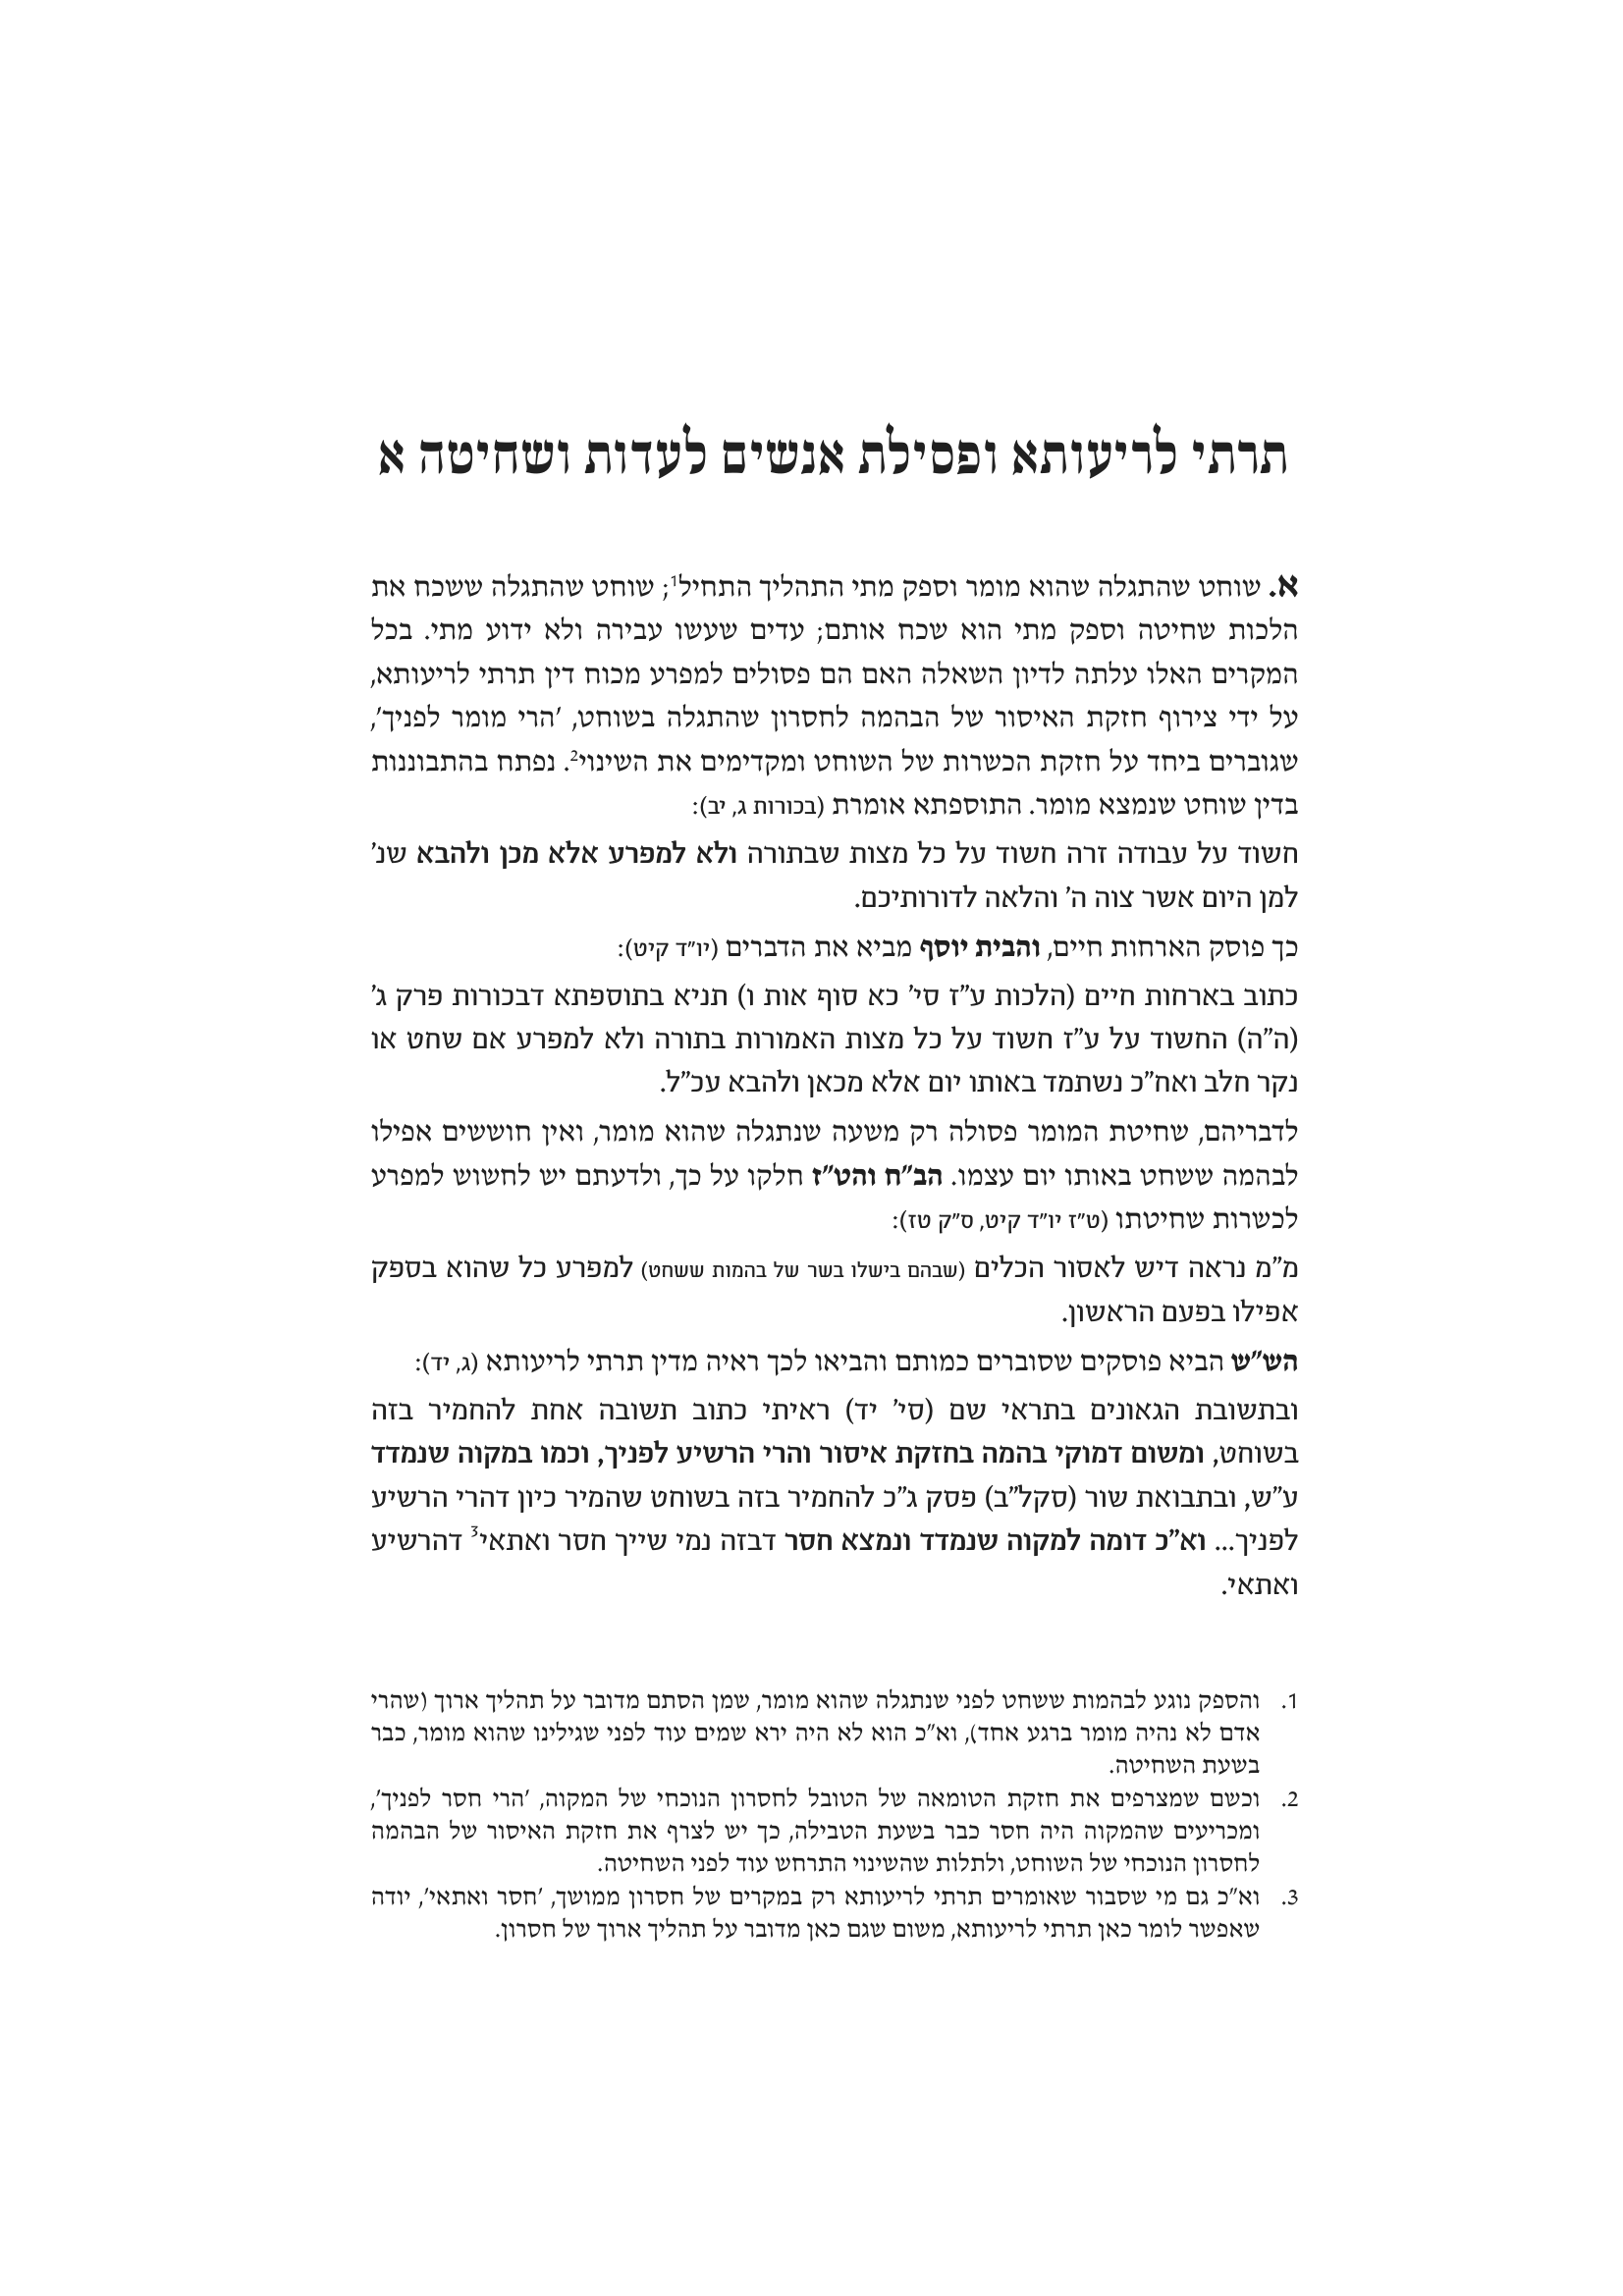 תרתי לריעותא ופסילת אנשים לעדות ושחיטה א
א. שוחט שהתגלה שהוא מומר וספק מתי התהליך התחיל1; שוחט שהתגלה ששכח את
הלכות שחיטה וספק מתי הוא שכח אותם; עדים שעשו עבירה ולא ידוע מתי. בכל
המקרים האלו עלתה לדיון השאלה האם הם פסולים למפרע מכוח דין תרתי לריעותא,
על ידי צירוף חזקת האיסור של הבהמה לחסרון שהתגלה בשוחט, 'הרי מומר לפניך',
שגוברים ביחד על חזקת הכשרות של השוחט ומקדימים את השינוי2. נפתח בהתבוננות
בדין שוחט שנמצא מומר. התוספתא אומרת (בכורות ג, יב):
חשוד על עבודה זרה חשוד על כל מצות שבתורה ולא למפרע אלא מכן ולהבא שנ'
למן היום אשר צוה ה' והלאה לדורותיכם.
כך פוסק הארחות חיים, והבית יוסף מביא את הדברים (יו"ד קיט):
כתוב בארחות חיים (הלכות ע"ז סי' כא סוף אות ו) תניא בתוספתא דבכורות פרק ג'
(ה"ה) החשוד על ע"ז חשוד על כל מצות האמורות בתורה ולא למפרע אם שחט או
נקר חלב ואח"כ נשתמד באותו יום אלא מכאן ולהבא עכ"ל.
לדבריהם, שחיטת המומר פסולה רק משעה שנתגלה שהוא מומר, ואין חוששים אפילו
לבהמה ששחט באותו יום עצמו. הב"ח והט"ז חלקו על כך, ולדעתם יש לחשוש למפרע
לכשרות שחיטתו (ט"ז יו"ד קיט, ס"ק טז):
מ"מ נראה דיש לאסור הכלים (שבהם בישלו בשר של בהמות ששחט) למפרע כל שהוא בספק
אפילו בפעם הראשון.
הש"ש הביא פוסקים שסוברים כמותם והביאו לכך ראיה מדין תרתי לריעותא (ג, יד):
ובתשובת הגאונים בתראי שם (סי' יד) ראיתי כתוב תשובה אחת להחמיר בזה
בשוחט, ומשום דמוקי בהמה בחזקת איסור והרי הרשיע לפניך, וכמו במקוה שנמדד
ע"ש, ובתבואת שור (סקל"ב) פסק ג"כ להחמיר בזה בשוחט שהמיר כיון דהרי הרשיע
לפניך... וא"כ דומה למקוה שנמדד ונמצא חסר דבזה נמי שייך חסר ואתאי3 דהרשיע
ואתאי.
1. והספק נוגע לבהמות ששחט לפני שנתגלה שהוא מומר, שמן הסתם מדובר על תהליך ארוך (שהרי
אדם לא נהיה מומר ברגע אחד), וא"כ הוא לא היה ירא שמים עוד לפני שגילינו שהוא מומר, כבר
בשעת השחיטה.
2. וכשם שמצרפים את חזקת הטומאה של הטובל לחסרון הנוכחי של המקוה, 'הרי חסר לפניך',
ומכריעים שהמקוה היה חסר כבר בשעת הטבילה, כך יש לצרף את חזקת האיסור של הבהמה
לחסרון הנוכחי של השוחט, ולתלות שהשינוי התרחש עוד לפני השחיטה.
3. וא"כ גם מי שסבור שאומרים תרתי לריעותא רק במקרים של חסרון ממושך, 'חסר ואתאי', יודה
שאפשר לומר כאן תרתי לריעותא, משום שגם כאן מדובר על תהליך ארוך של חסרון.